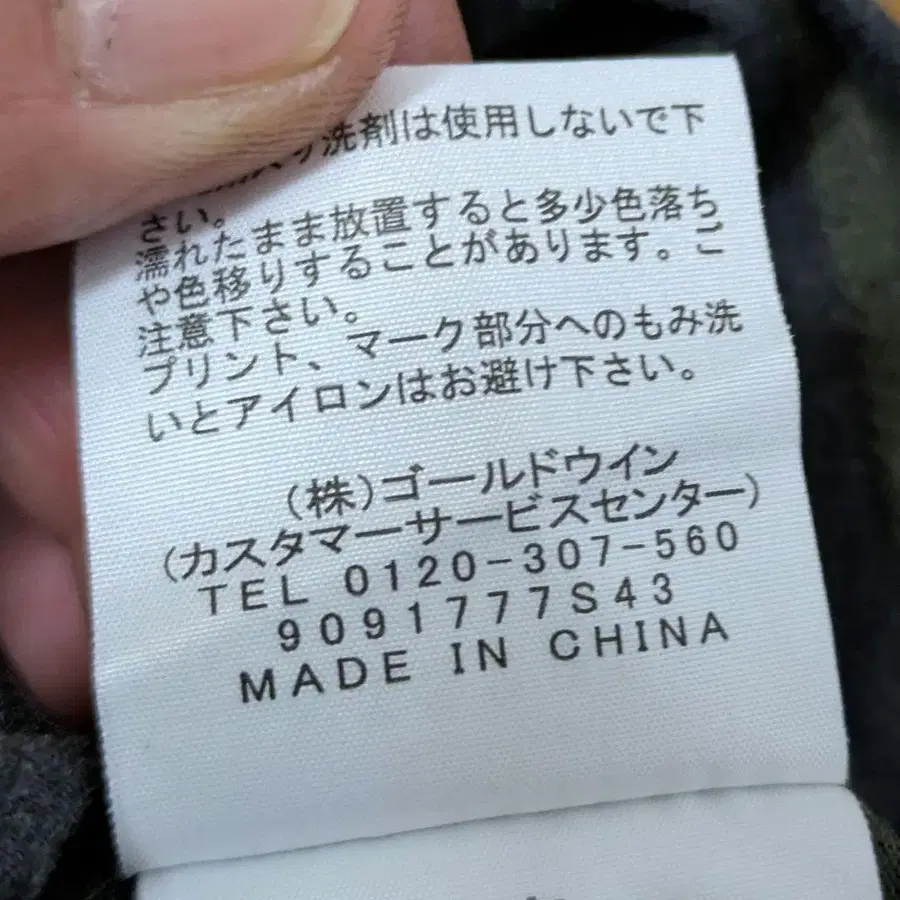 洗剤は使用しないで下
さい。
濡れたまま放置すると多少色落ち
や色移りすることがあります。ご
注意下さい。
プリント、マーク部分へのもみ洗
いとアイロンはお避け下さい。
(株)ゴールドウイン
(カスタマーサービスセンター)
TEL 0120-307-560
9091777S43
MADE IN CHINA